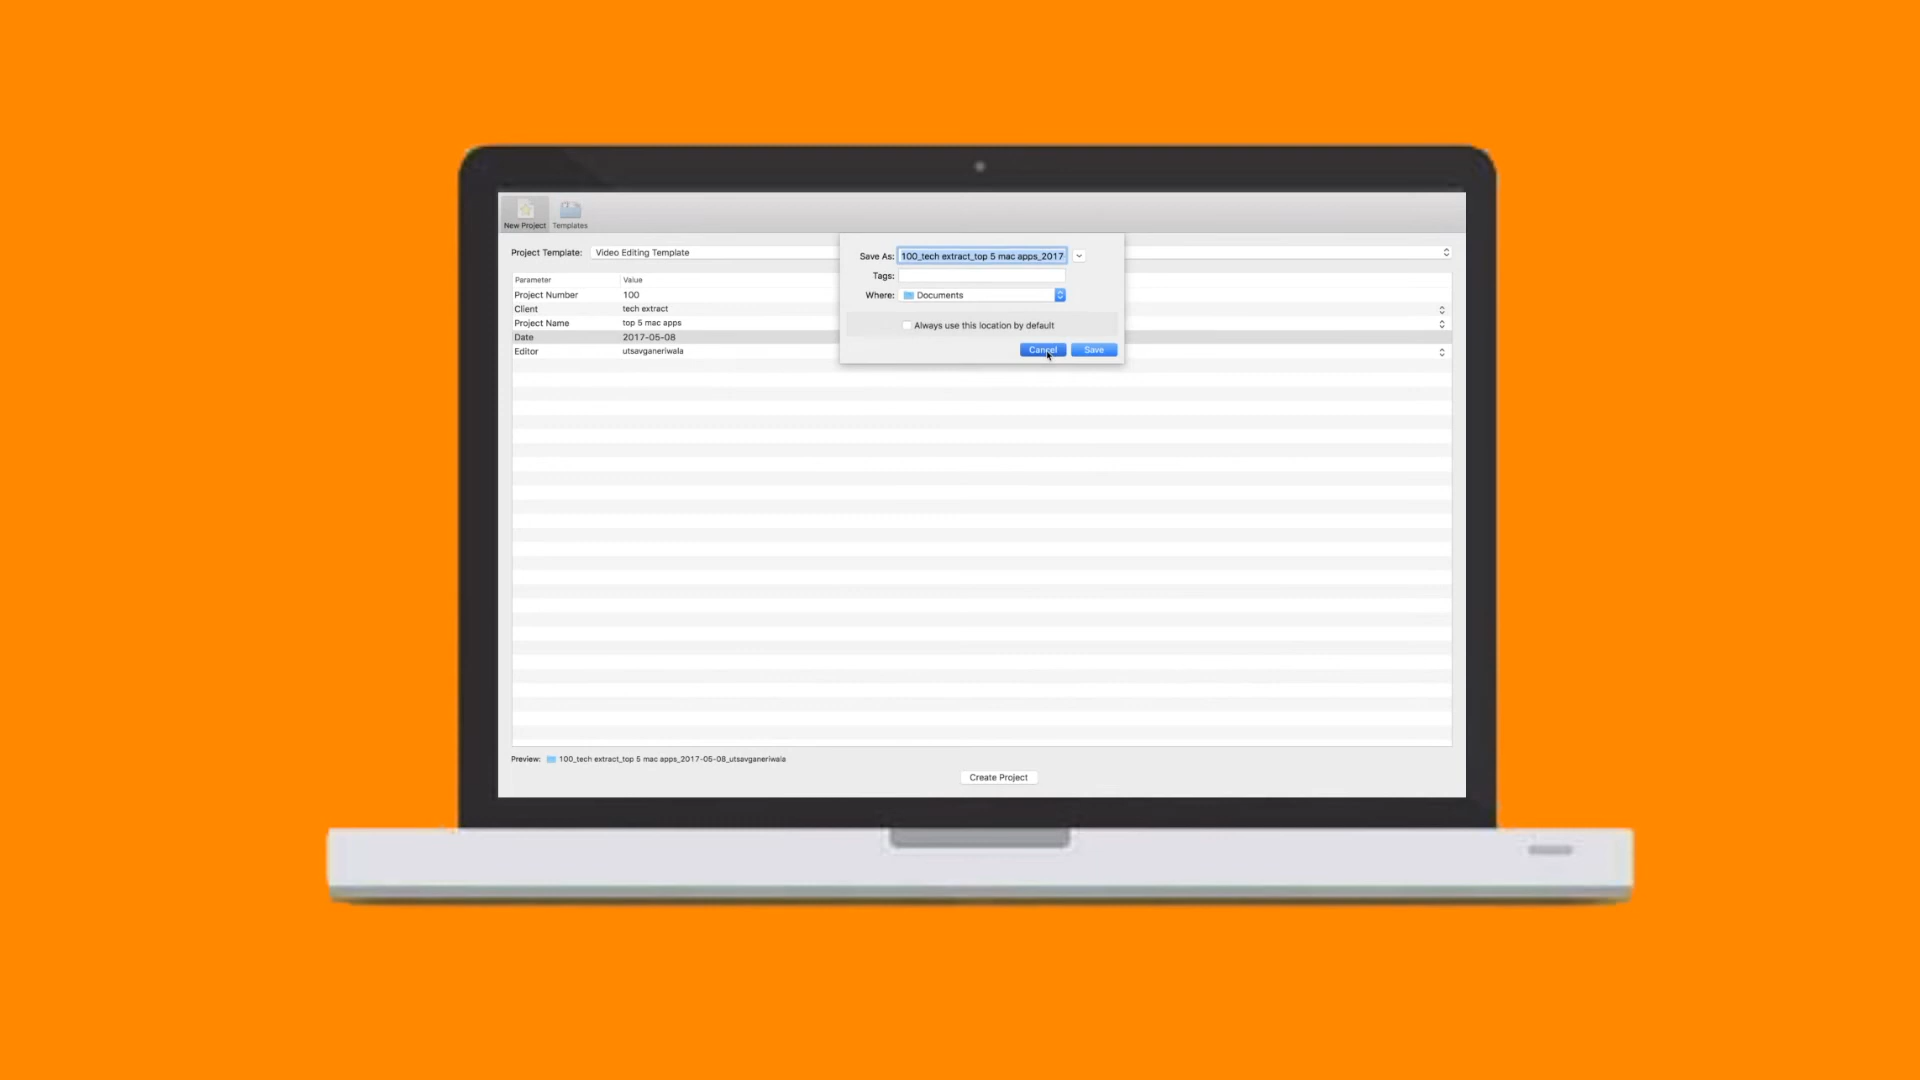 New Project Templates
Project Template: Video Editing Template
Save As: 100_tech extract_top 5 mac apps_2017
Tags:
Where: Documents
Always use this location by default
Cancel Save
Parameter Value
Project Number 100
Client tech extract
Project Name top 5 mac apps
Date 2017-05-08
Editor utsavganeriwala
Preview: 100_tech extract_top 5 mac apps_2017-05-08_utsavganeriwala
Create Project